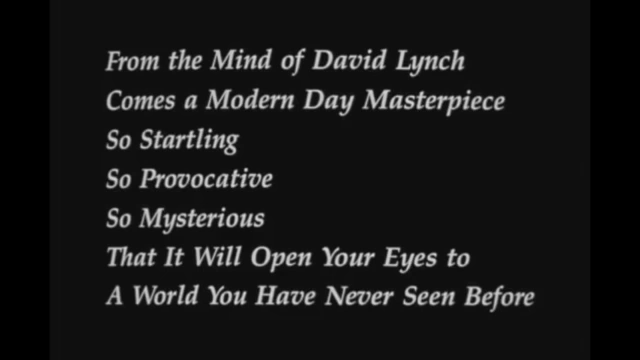 From the Mind of David Lynch
Comes a Modern Day Masterpiece
So Startling
So Provocative
So Mysterious
That It Will Open Your Eyes to
A World You Have Never Seen Before